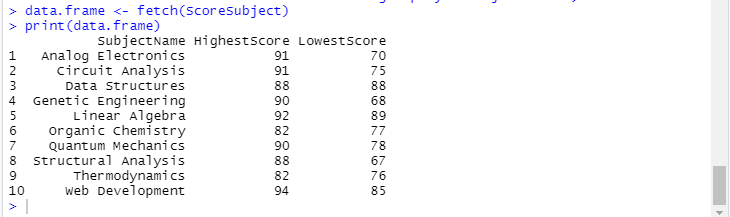 > data.frame <- fetch(ScoreSubject)
> print(data.frame)
SubjectName HighestScore LowestScore
1 Analog Electronics 91 70
2 Circuit Analysis 91 75
3 Data Structures 88 88
4 Genetic Engineering 90 68
5 Linear Algebra 92 89
6 Organic Chemistry 82 77
7 Quantum Mechanics 90 78
8 Structural Analysis 88 67
9 Thermodynamics 82 76
10 Web Development 94 85
>